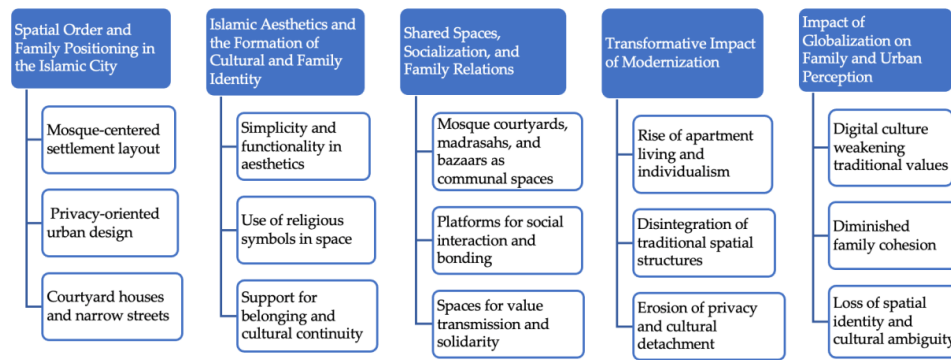 Spatial Order and
Family Positioning in
the Islamic City
Mosque-centered
settlement layout
Privacy-oriented
urban design
Courtyard houses
and narrow streets
Islamic Aesthetics and
the Formation of
Cultural and Family
Identity
Simplicity and
functionality in
aesthetics
Use of religious
symbols in space
Support for
belonging and
cultural continuity
Shared Spaces,
Socialization, and
Family Relations
Mosque courtyards,
madrasahs, and
bazaars as
communal spaces
Platforms for social
interaction and
bonding
Spaces for value
transmission and
solidarity
Transformative Impact
of Modernization
Rise of apartment
living and
individualism
Disintegration of
traditional spatial
structures
Erosion of privacy
and cultural
detachment
Impact of
Globalization on
Family and Urban
Perception
Digital culture
weakening
traditional values
Diminished
family cohesion
Loss of spatial
identity and
cultural ambiguity